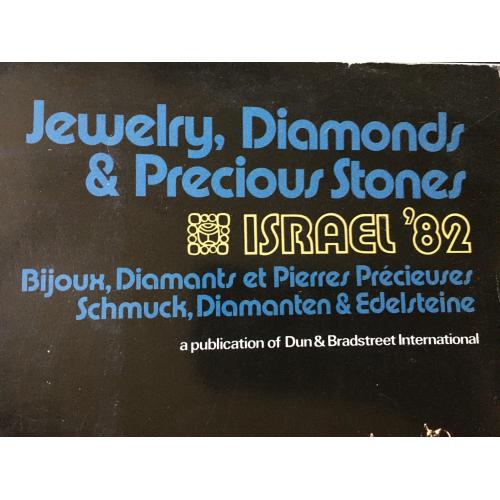 Jewelry, Diamonds
& Precious Stones
ISRAEL '82
Bijoux, Diamants et Pierres Précieuses
Schmuck, Diamanten & Edelsteine
a publication of Dun & Bradstreet International